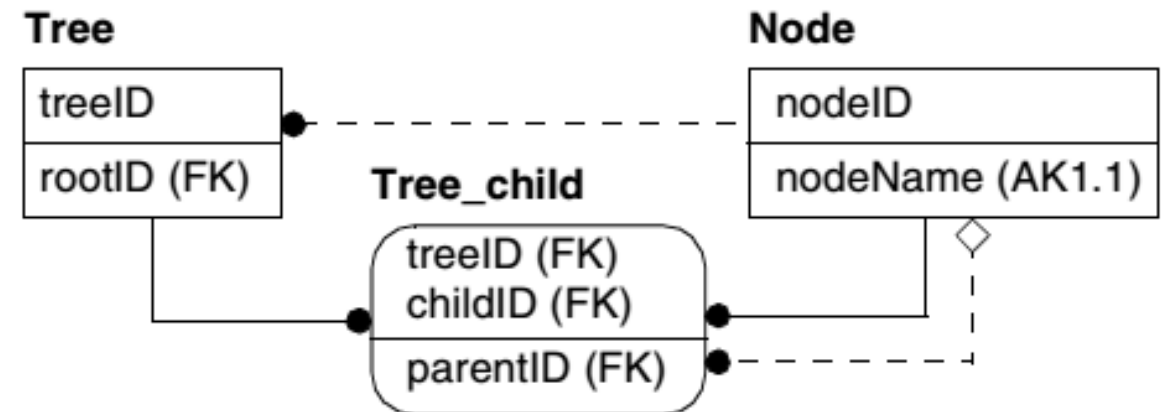 Tree
treeID
rootID (FK)
Node
nodeID
nodeName (AK1.1)
Tree_child
treeID (FK)
childID (FK)
parentID (FK)